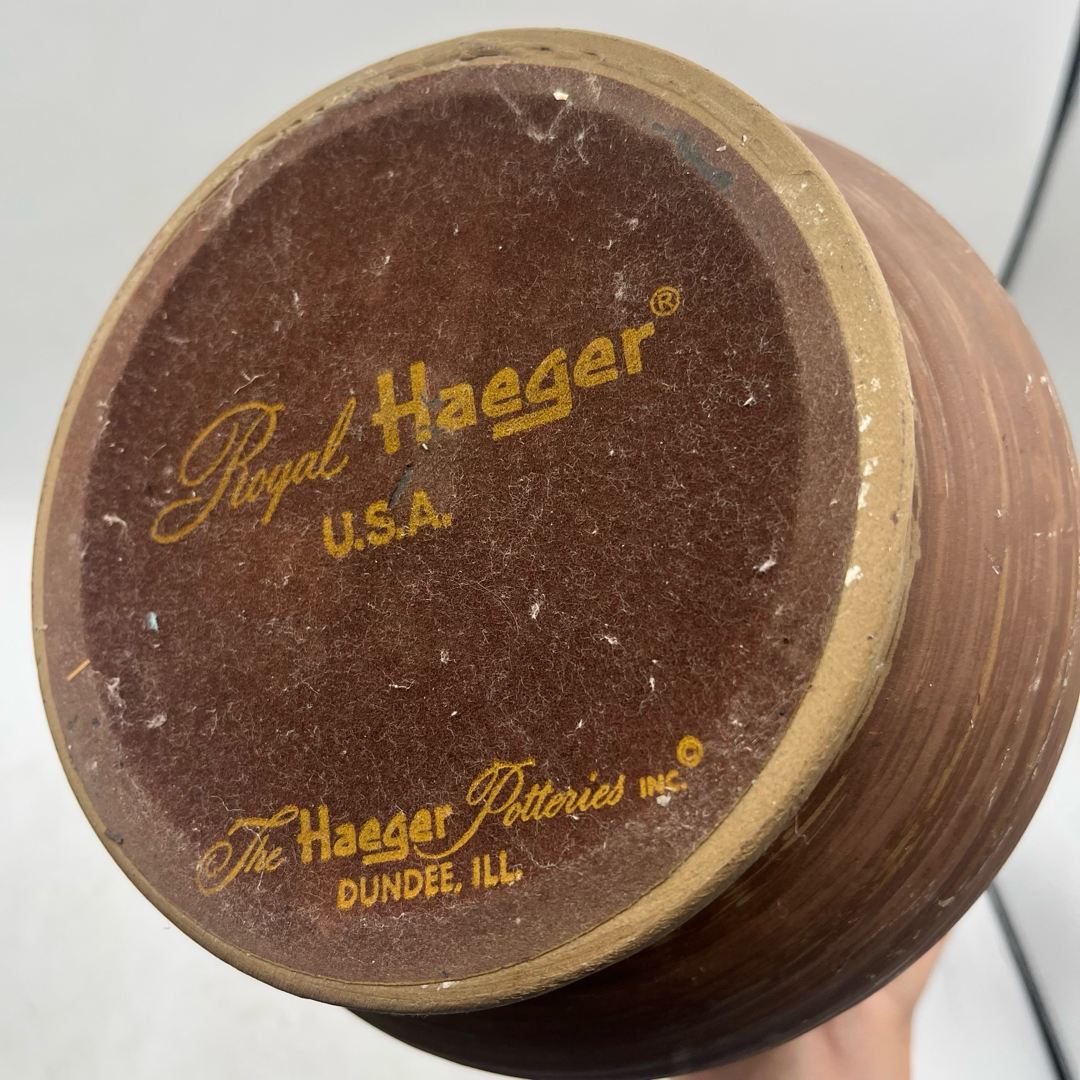 Royal Haeger®
U.S.A.
The Haeger Potteries INC.©
DUNDEE, ILL.